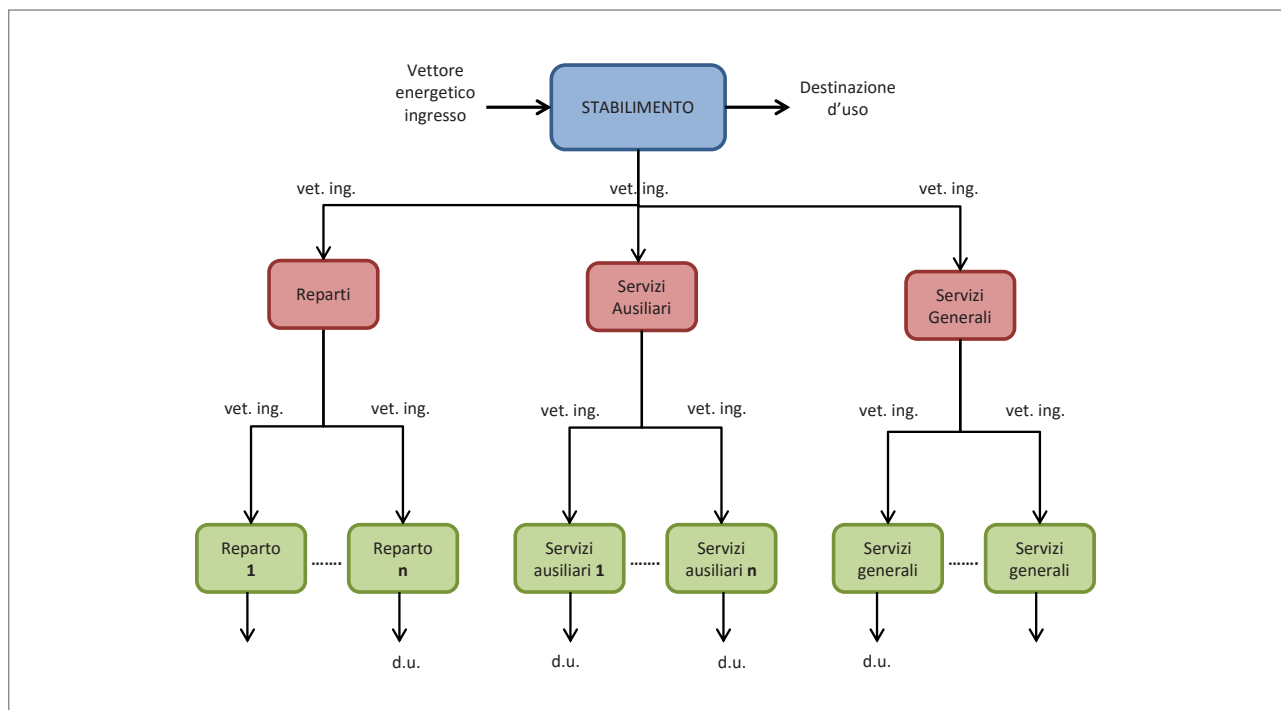 Vettore
energetico
ingresso
STABILIMENTO
Destinazione
d’uso
vet. ing.
vet. ing.
vet. ing.
Reparti
Servizi
Ausiliari
Servizi
Generali
vet. ing.
vet. ing.
vet. ing.
vet. ing.
vet. ing.
vet. ing.
Reparto
1
.......
Reparto
n
Servizi
ausiliari 1
.......
Servizi
ausiliari n
Servizi
generali
.......
Servizi
generali
d.u.
d.u.
d.u.
d.u.